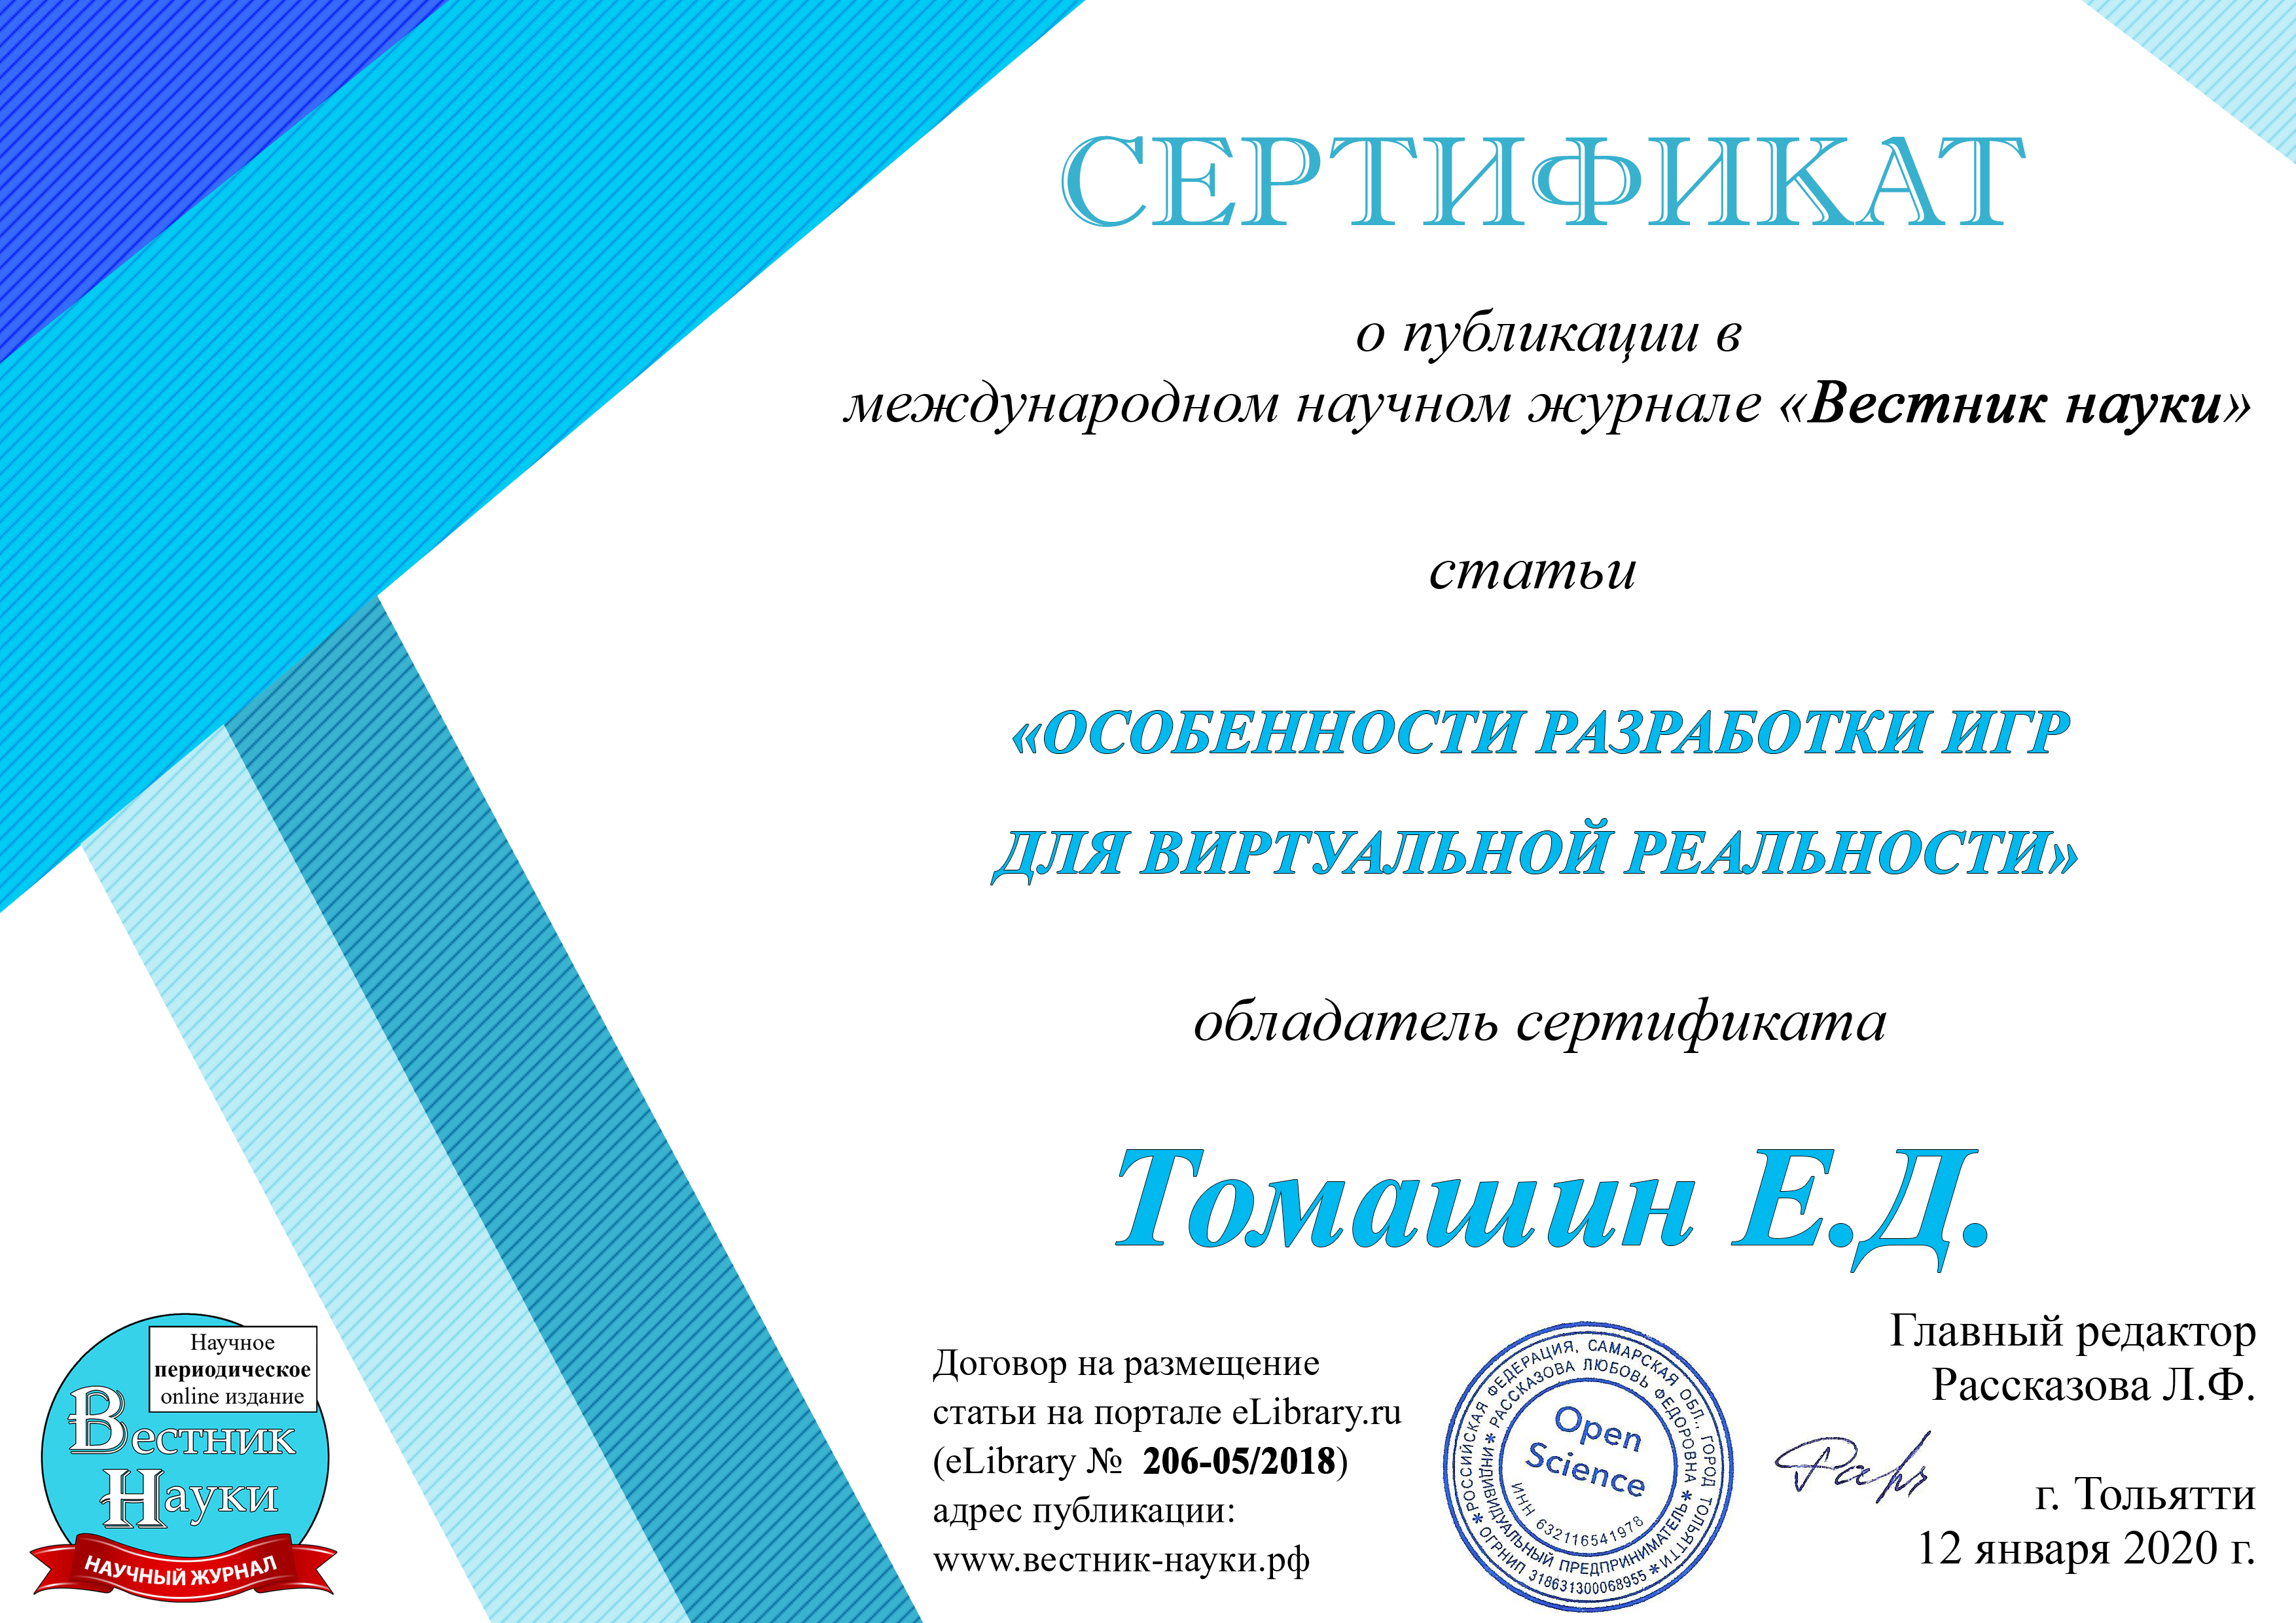 СЕРТИФИКАТ
о публикации в
международном научном журнале «Вестник науки»
статьи
«ОСОБЕННОСТИ РАЗРАБОТКИ ИГР
ДЛЯ ВИРТУАЛЬНОЙ РЕАЛЬНОСТИ»
обладатель сертификата
Томашин Е.Д.
Научное
периодическое
online издание
Вестник
Науки
НАУЧНЫЙ ЖУРНАЛ
Договор на размещение
статьи на портале eLibrary.ru
(eLibrary № 206-05/2018)
адрес публикации:
www.вестник-науки.рф
* РОССИЙСКАЯ ФЕДЕРАЦИЯ, САМАРСКАЯ ОБЛ., ГОРОД ТОЛЬЯТТИ *
ОГРНИП 318631300068955
* РАССКАЗОВА ЛЮБОВЬ ФЕДОРОВНА *
ИНДИВИДУАЛЬНЫЙ ПРЕДПРИНИМАТЕЛЬ
Open
Science
ИНН 632116541978
Главный редактор
Рассказова Л.Ф.
г. Тольятти
12 января 2020 г.